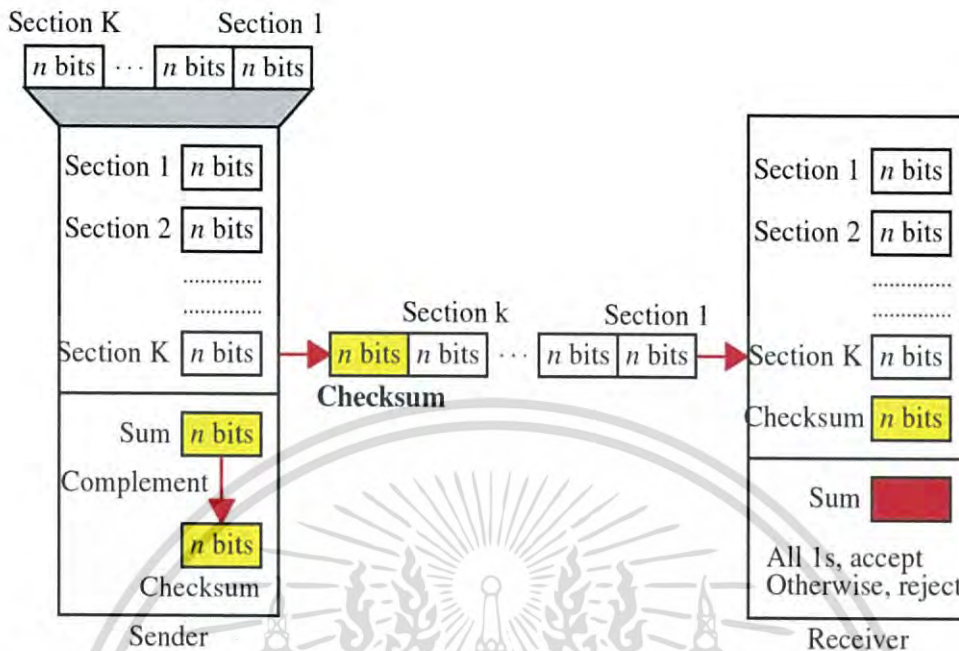 Section K Section 1
n bits ... n bits n bits
Section 1 n bits
Section 2 n bits
..............
..............
Section K n bits
Sum n bits
Complement
n bits
Checksum
Sender
Section k Section 1
n bits n bits ... n bits n bits
Checksum
Section 1 n bits
Section 2 n bits
..............
..............
Section K n bits
Checksum n bits
Sum
All 1s, accept
Otherwise, reject
Receiver